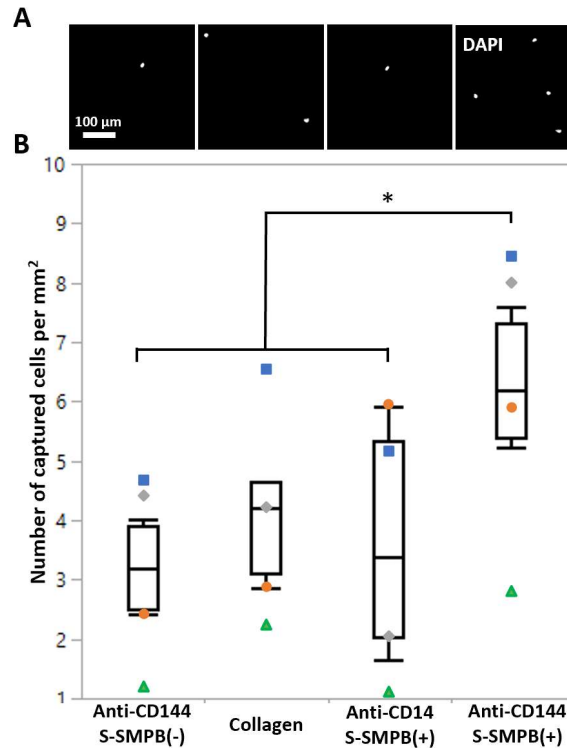 A
DAPI
100 μm
B
*
Number of captured cells per mm²
10
9
8
7
6
5
4
3
2
1
Anti-CD144 Collagen Anti-CD14 Anti-CD144
S-SMPB(-) S-SMPB(+) S-SMPB(+)